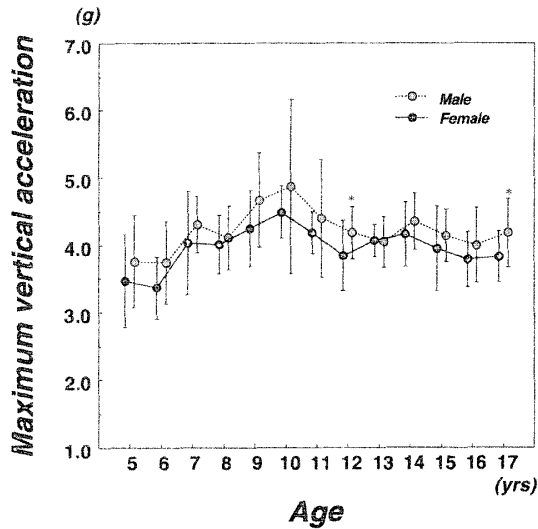 (g)
Maximum vertical acceleration
7.0
6.0
5.0
4.0
3.0
2.0
1.0
Male
Female
*
*
5 6 7 8 9 10 11 12 13 14 15 16 17
(yrs)
Age